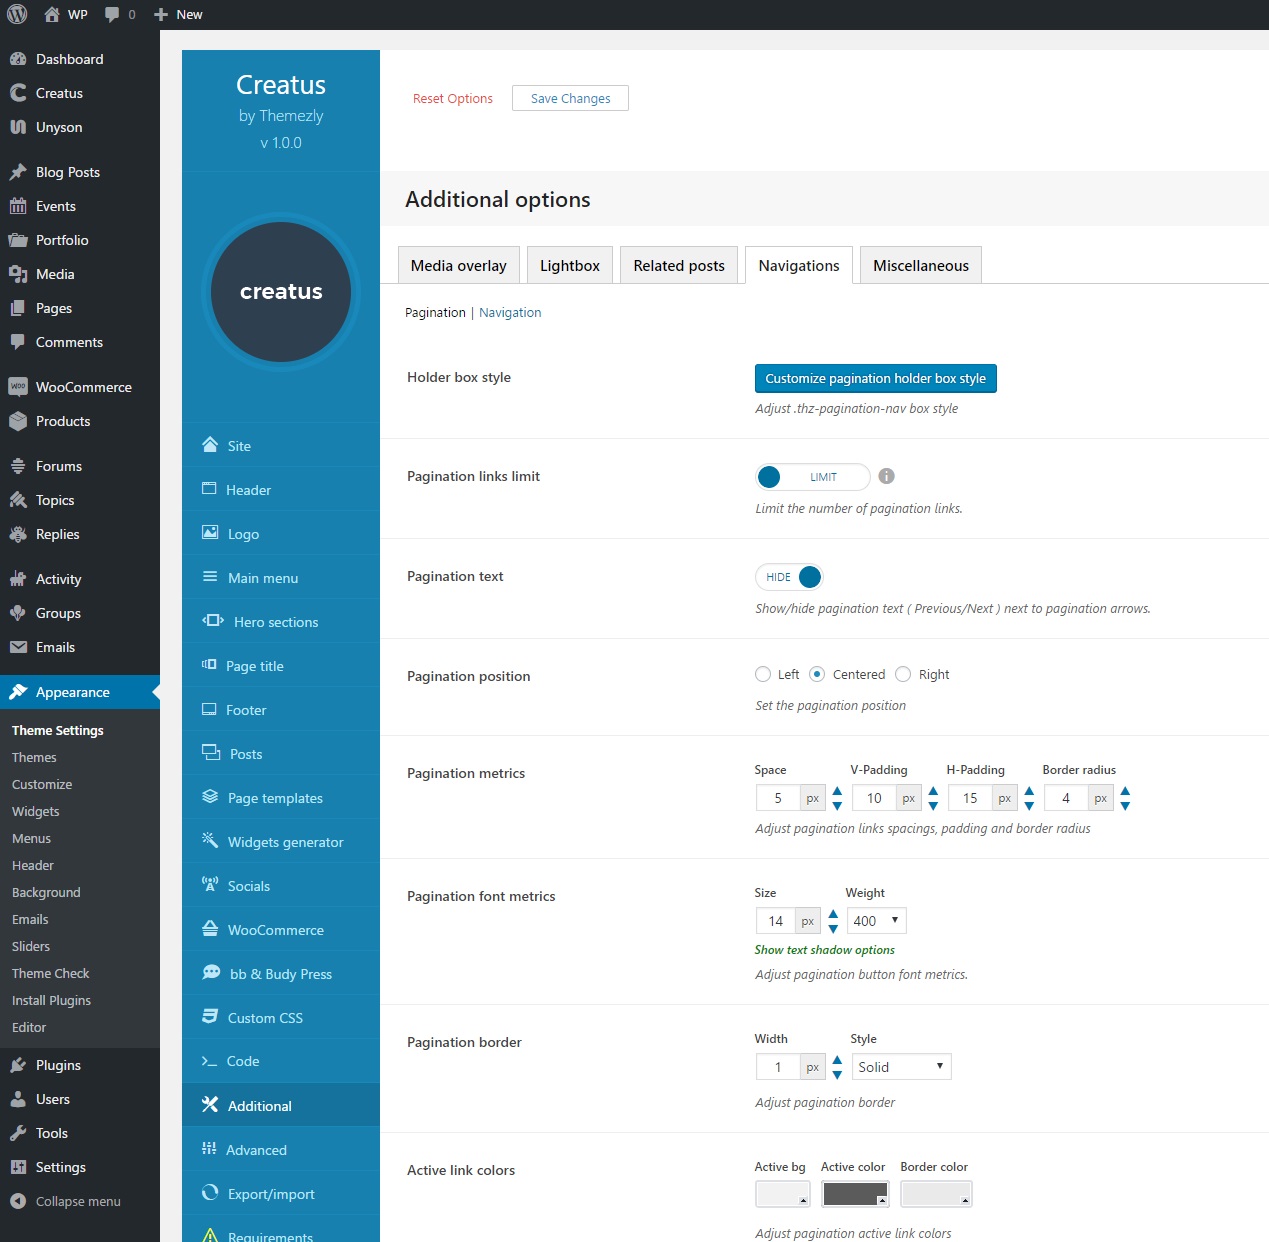 WP 0 New
Dashboard
Creatus
Unyson
Blog Posts
Events
Portfolio
Media
Pages
Comments
WOO WooCommerce
Products
Forums
Topics
Replies
Activity
Groups
Emails
Appearance
Theme Settings
Themes
Customize
Widgets
Menus
Header
Background
Emails
Sliders
Theme Check
Install Plugins
Editor
Plugins
Users
Tools
Settings
Collapse menu
Creatus
by Themezly
v 1.0.0
creatus
Site
Header
Logo
Main menu
Hero sections
Page title
Footer
Posts
Page templates
Widgets generator
Socials
WooCommerce
bb & Budy Press
Custom CSS
Code
Additional
Advanced
Export/import
Requirements
Reset Options Save Changes
Additional options
Media overlay Lightbox Related posts Navigations Miscellaneous
Pagination | Navigation
Holder box style
Customize pagination holder box style
Adjust .thz-pagination-nav box style
Pagination links limit
LIMIT
Limit the number of pagination links.
Pagination text
HIDE
Show/hide pagination text ( Previous/Next ) next to pagination arrows.
Pagination position
Left Centered Right
Set the pagination position
Pagination metrics
Space V-Padding H-Padding Border radius
5 px 10 px 15 px 4 px
Adjust pagination links spacings, padding and border radius
Pagination font metrics
Size Weight
14 px 400
Show text shadow options
Adjust pagination button font metrics.
Pagination border
Width Style
1 px Solid
Adjust pagination border
Active link colors
Active bg Active color Border color
Adjust pagination active link colors